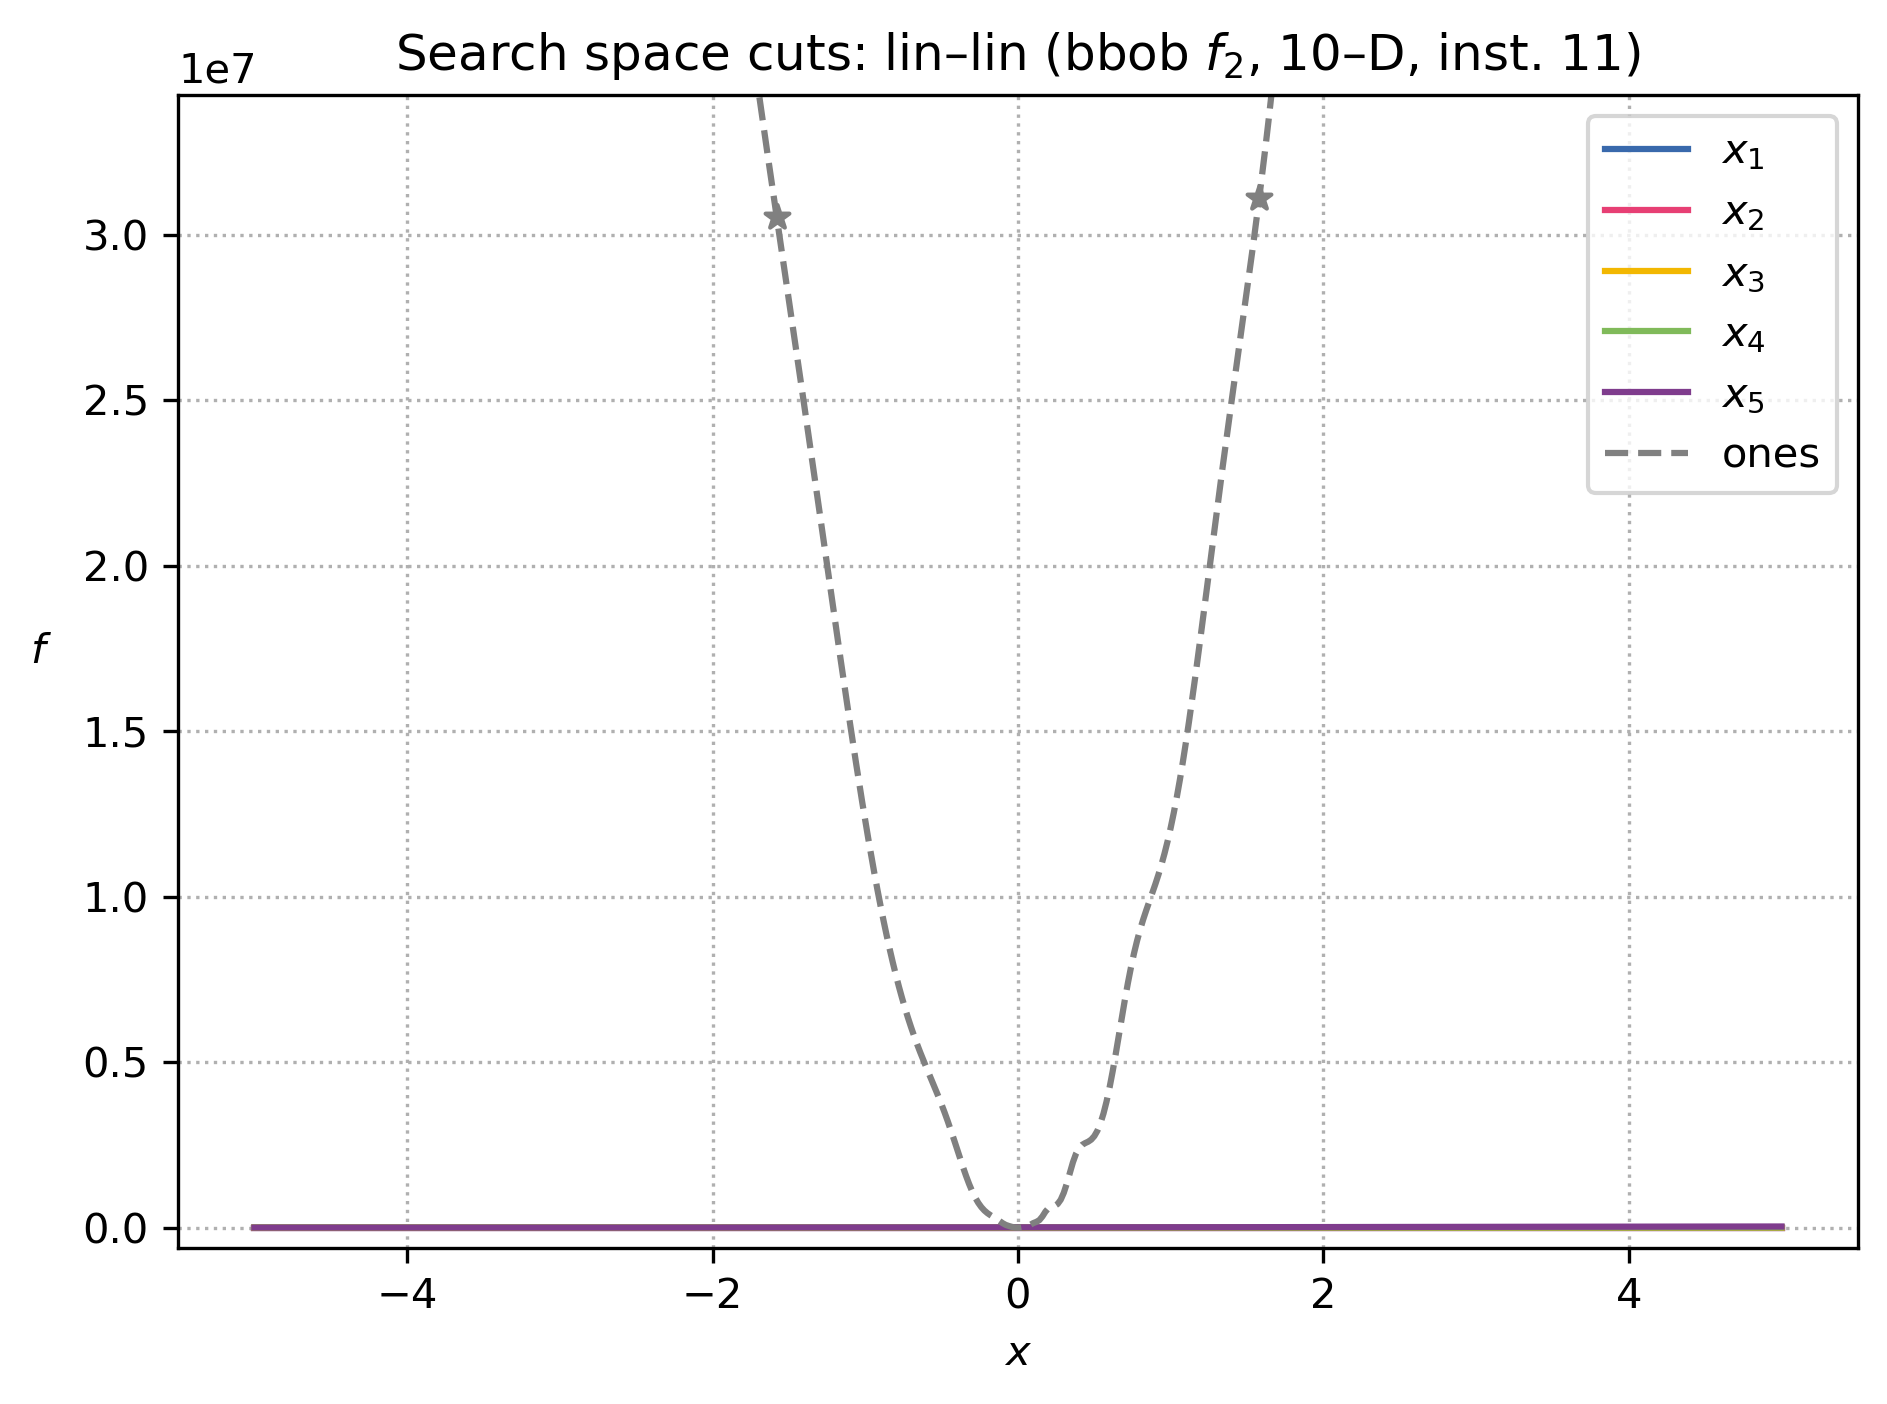 Search space cuts: lin–lin (bbob f₂, 10–D, inst. 11)
1e7
x₁
x₂
x₃
x₄
x₅
ones
3.0
2.5
2.0
1.5
1.0
0.5
0.0
f
−4 −2 0 2 4
x